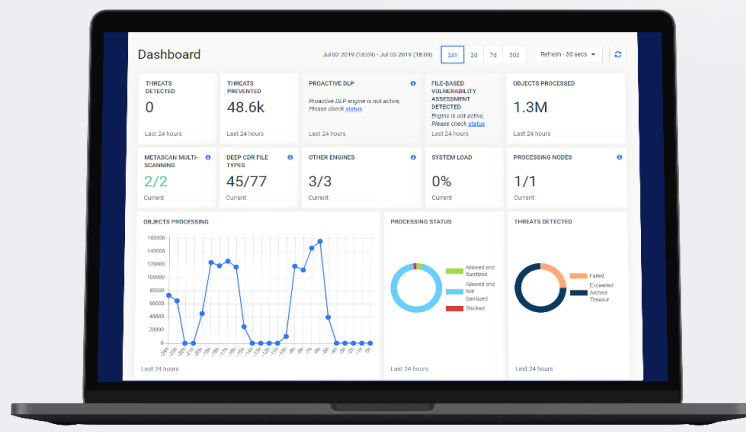 Dashboard
Jul 02 2019 (18:09) - Jul 03 2019 (18:09)
24h 2d 7d 30d
Refresh - 30 secs
THREATS DETECTED
0
Last 24 hours
THREATS PREVENTED
48.6k
Last 24 hours
PROACTIVE DLP
Proactive DLP engine is not active,
Please check status
Last 24 hours
FILE-BASED
VULNERABILITY
ASSESSMENT
DETECTED
Engine is not active,
Please check status
Last 24 hours
OBJECTS PROCESSED
1.3M
Last 24 hours
METASCAN MULTI-
SCANNING
2/2
Current
DEEP CDR FILE
TYPES
45/77
Current
OTHER ENGINES
3/3
Current
SYSTEM LOAD
0%
Current
PROCESSING NODES
1/1
Current
OBJECTS PROCESSING
160000
140000
120000
100000
80000
60000
40000
20000
0
Last 24 hours
PROCESSING STATUS
Allowed and
Sanitized
Allowed and
Not
Sanitized
Blocked
Last 24 hours
THREATS DETECTED
Failed
Exceeded
Archive
Timeout
Last 24 hours